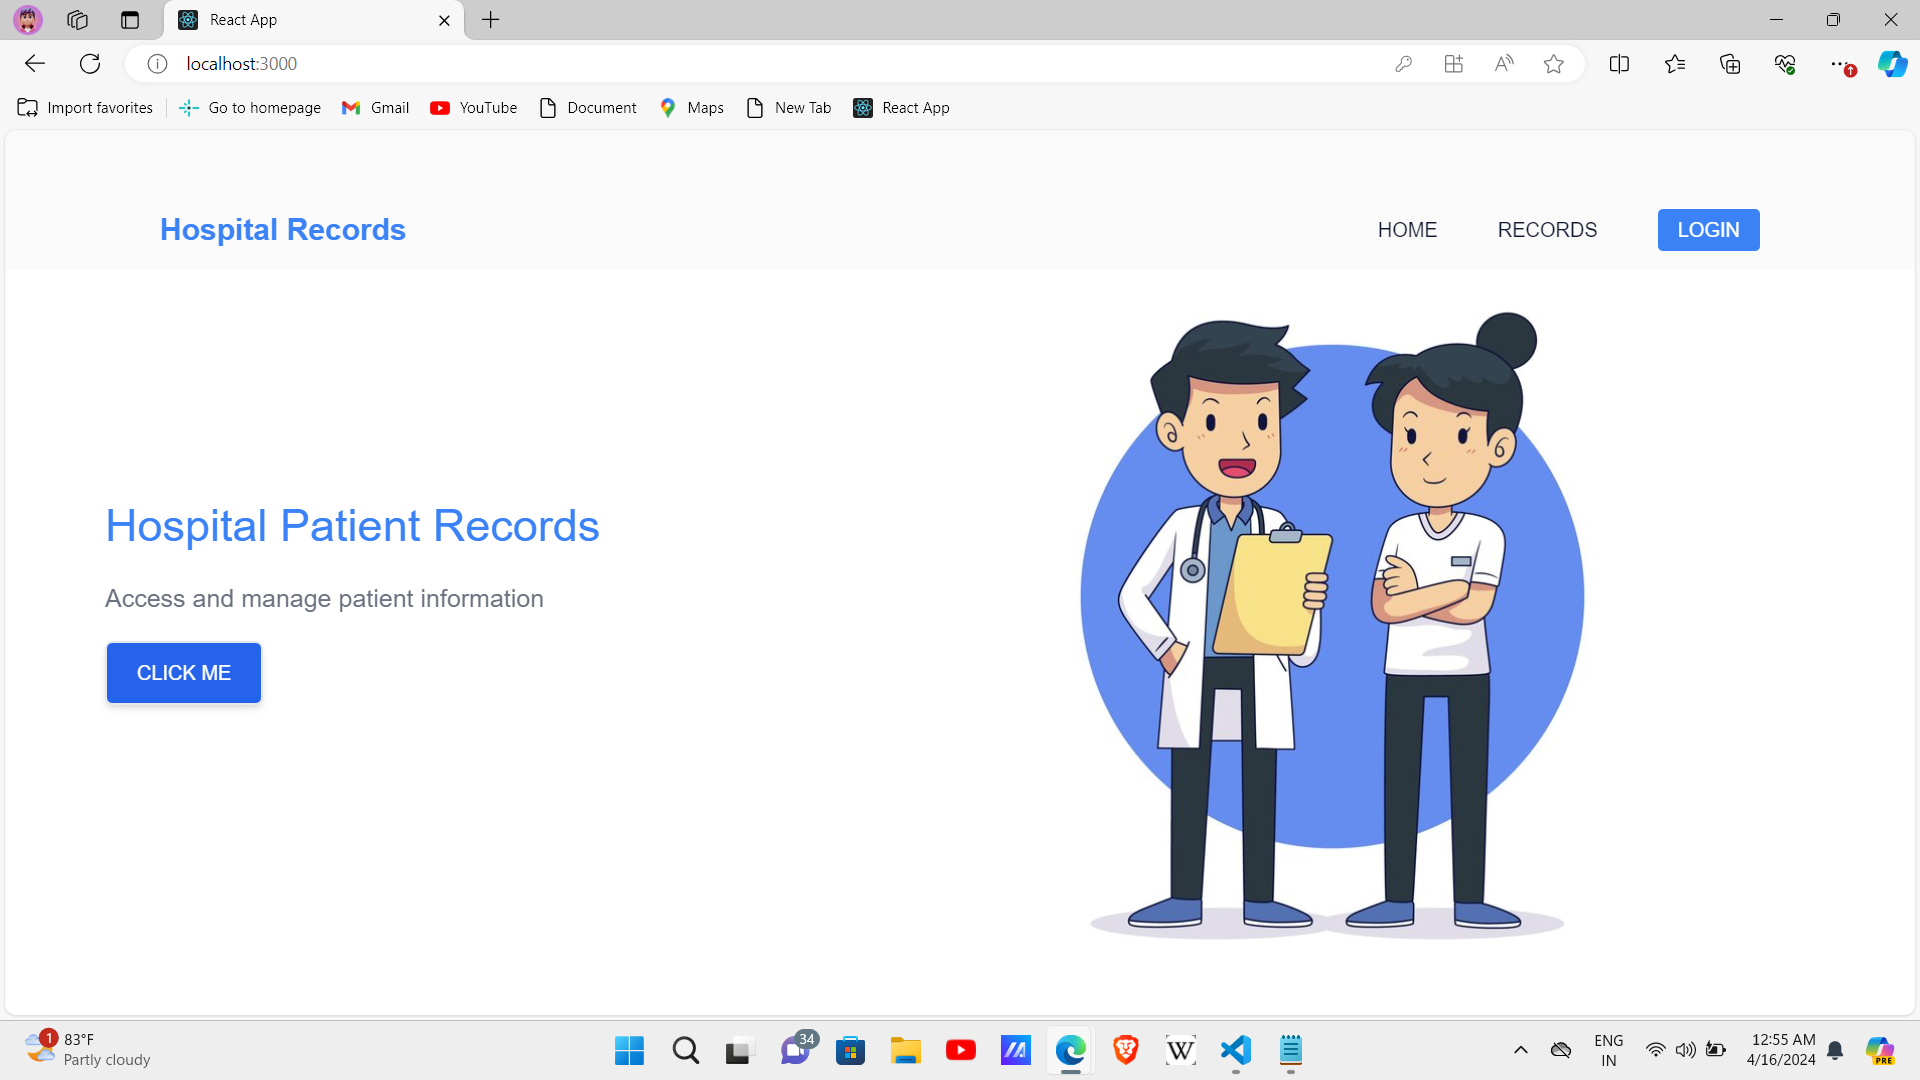 React App
localhost:3000
Import favorites Go to homepage Gmail YouTube Document Maps New Tab React App
Hospital Records HOME RECORDS LOGIN
Hospital Patient Records
Access and manage patient information
CLICK ME
1 83°F
Partly cloudy
34
W
ENG
IN
12:55 AM
4/16/2024
PRE